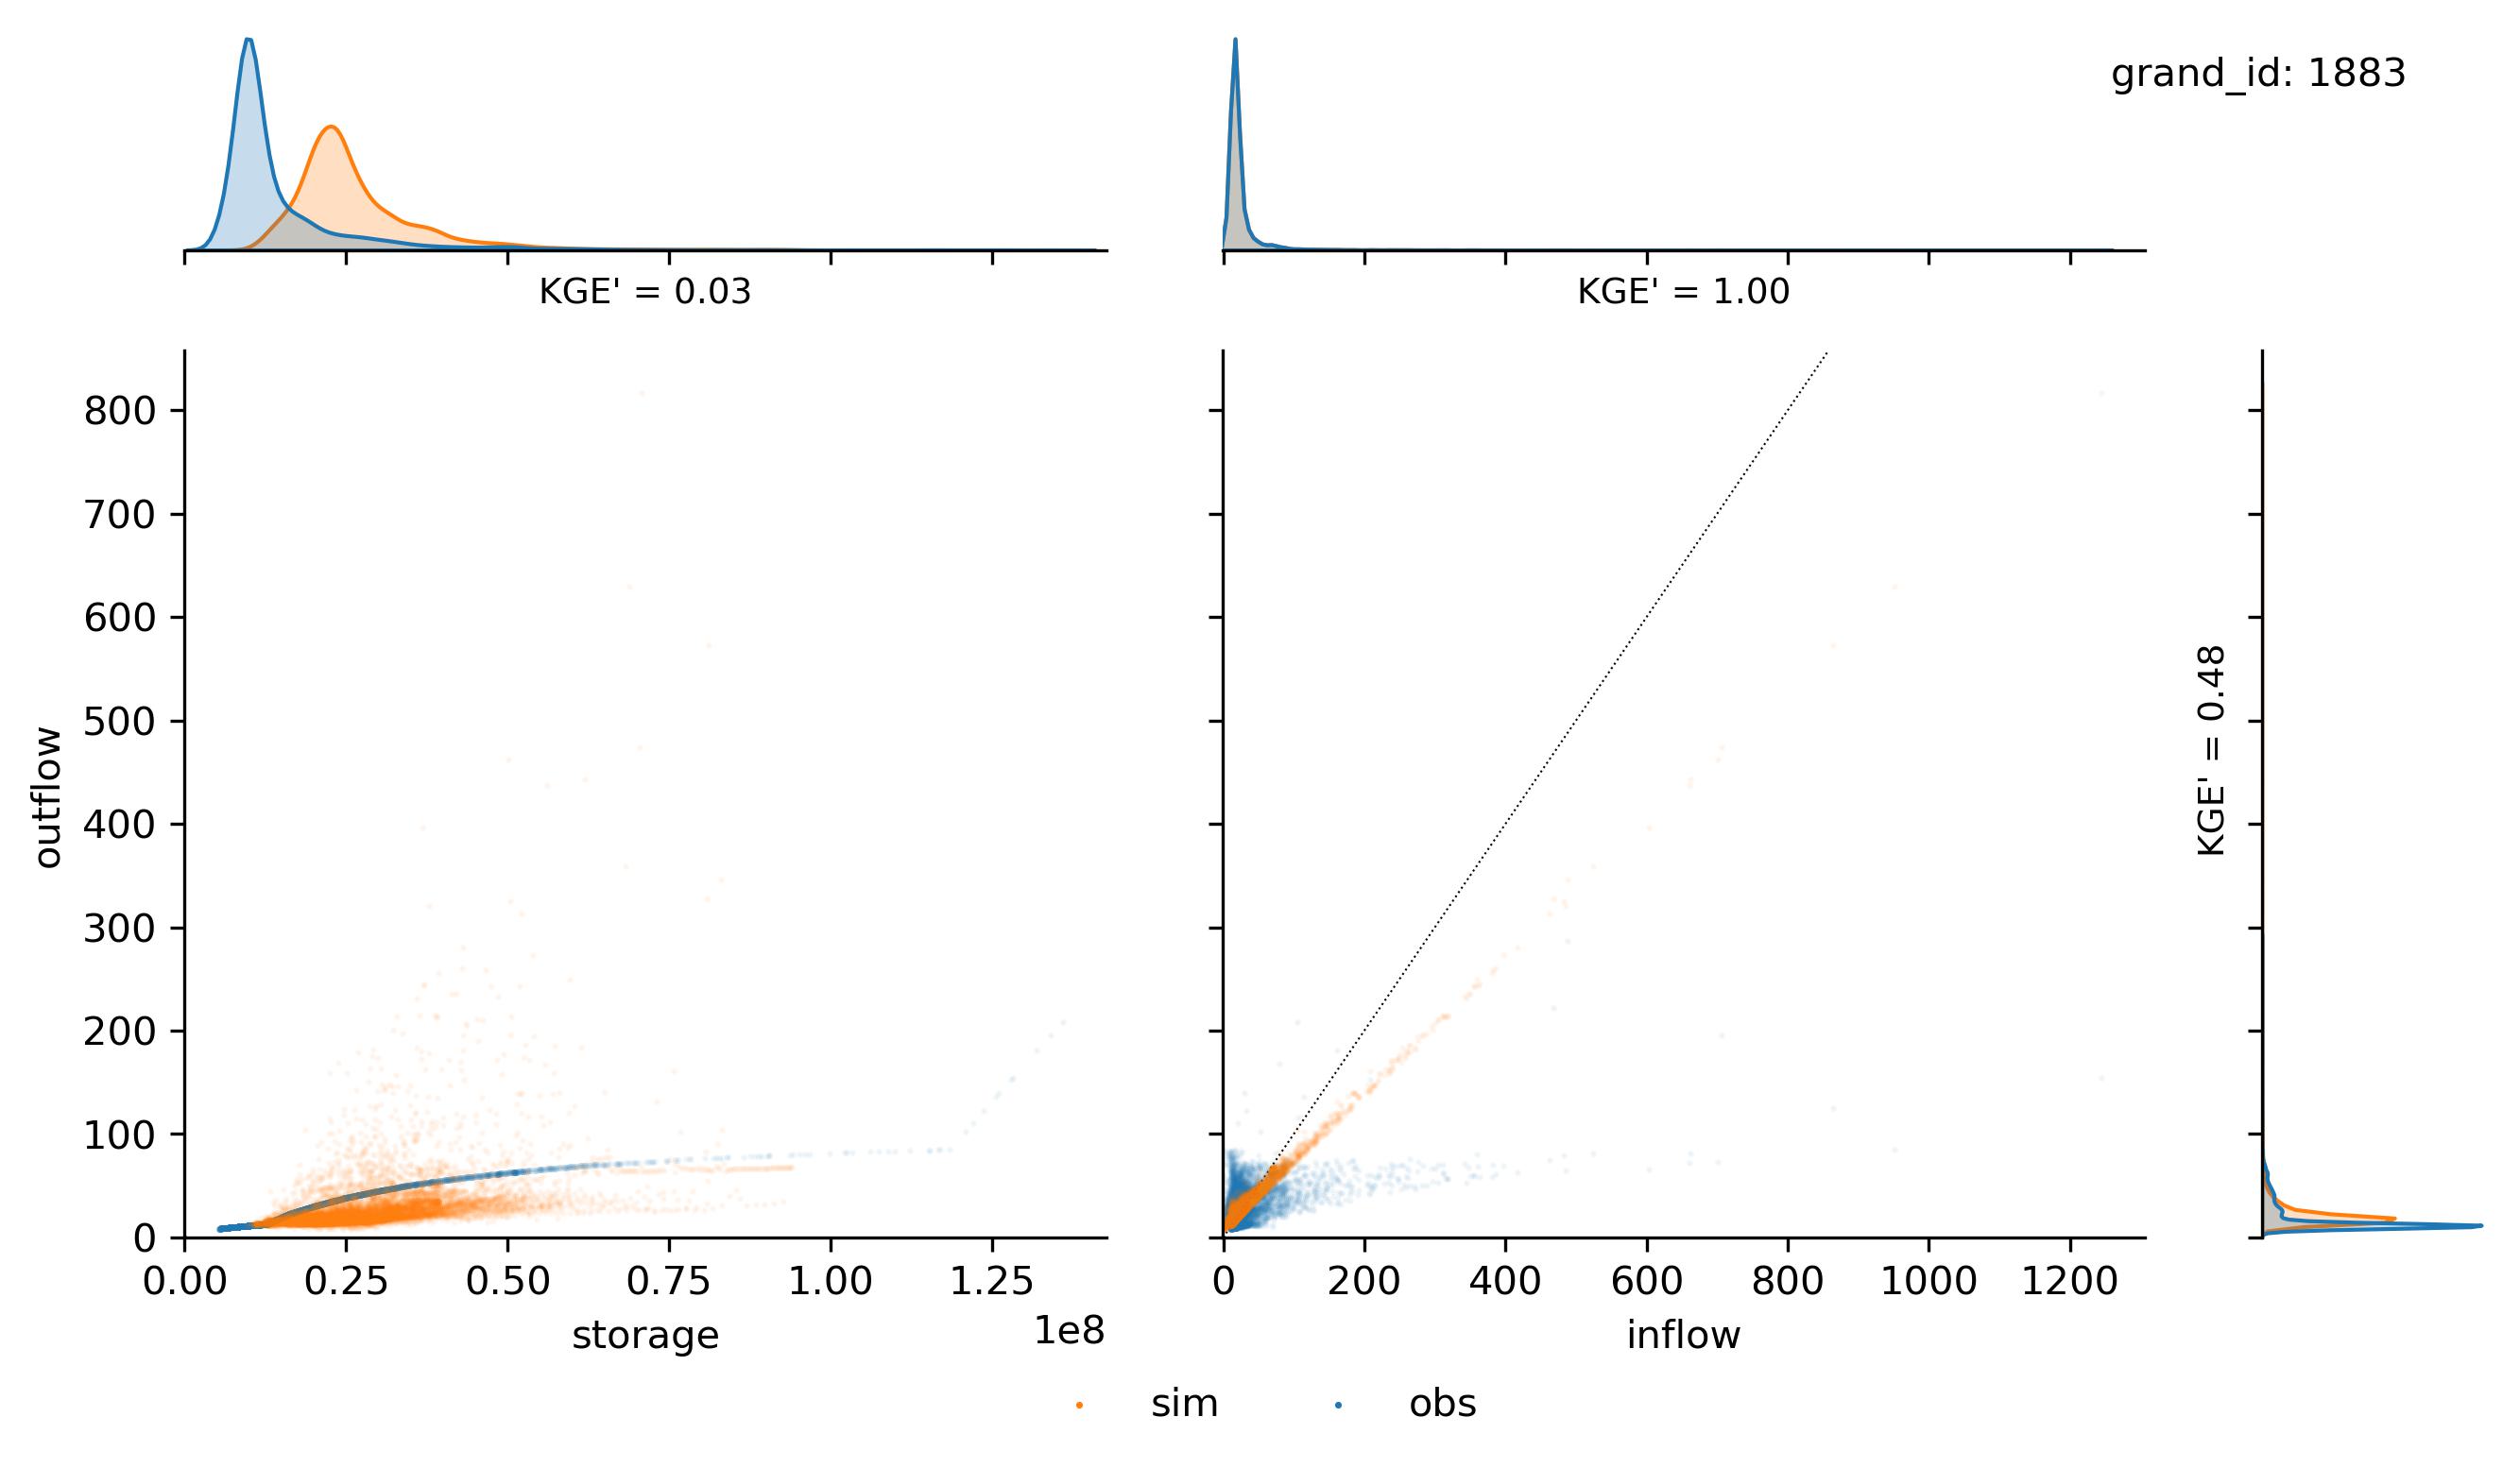 grand_id: 1883
KGE' = 0.03
KGE' = 1.00
800
700
600
500
400
300
200
100
0
outflow
KGE' = 0.48
0.00 0.25 0.50 0.75 1.00 1.25
1e8
storage
0 200 400 600 800 1000 1200
inflow
sim obs